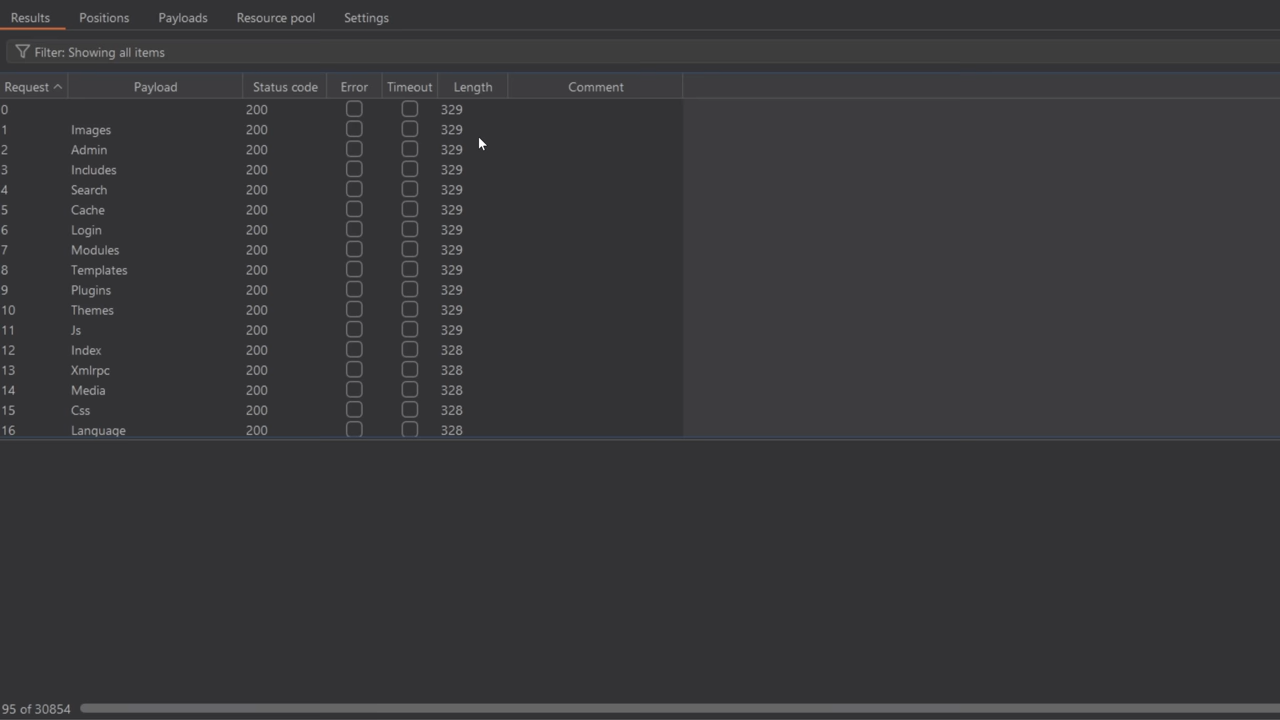 Results Positions Payloads Resource pool Settings
Filter: Showing all items
Request Payload Status code Error Timeout Length Comment
0 200 329
1 Images 200 329
2 Admin 200 329
3 Includes 200 329
4 Search 200 329
5 Cache 200 329
6 Login 200 329
7 Modules 200 329
8 Templates 200 329
9 Plugins 200 329
10 Themes 200 329
11 Js 200 329
12 Index 200 328
13 Xmlrpc 200 328
14 Media 200 328
15 Css 200 328
16 Language 200 328
95 of 30854